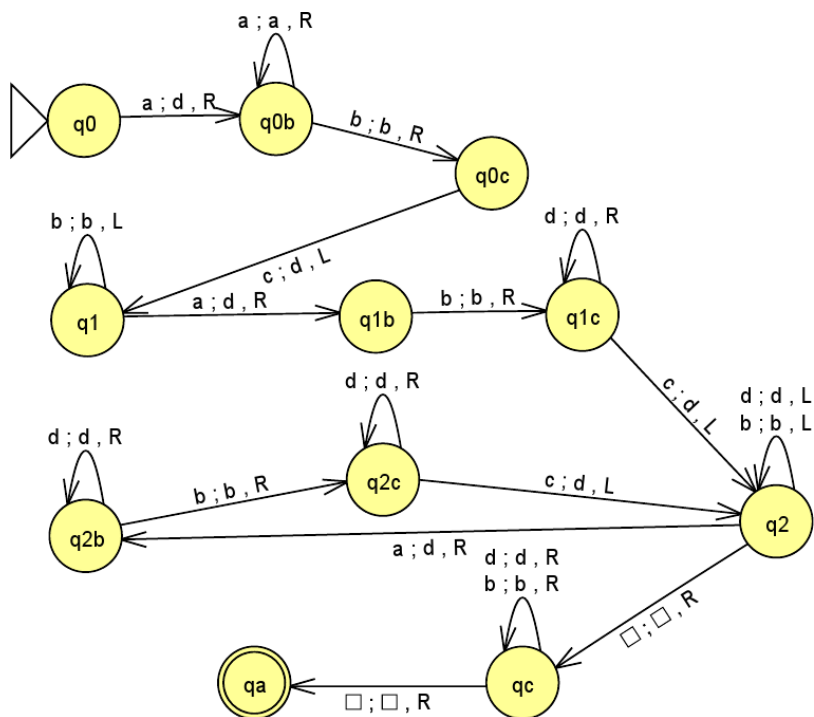 a ; a , R
q0
a ; d , R
q0b
b ; b , R
q0c
b ; b , L
c ; d , L
d ; d , R
q1
a ; d , R
q1b
b ; b , R
q1c
d ; d , R
c ; d , L
d ; d , L
b ; b , L
d ; d , R
q2b
b ; b , R
q2c
c ; d , L
q2
a ; d , R
d ; d , R
b ; b , R
□ ; □ , R
qa
□ ; □ , R
qc